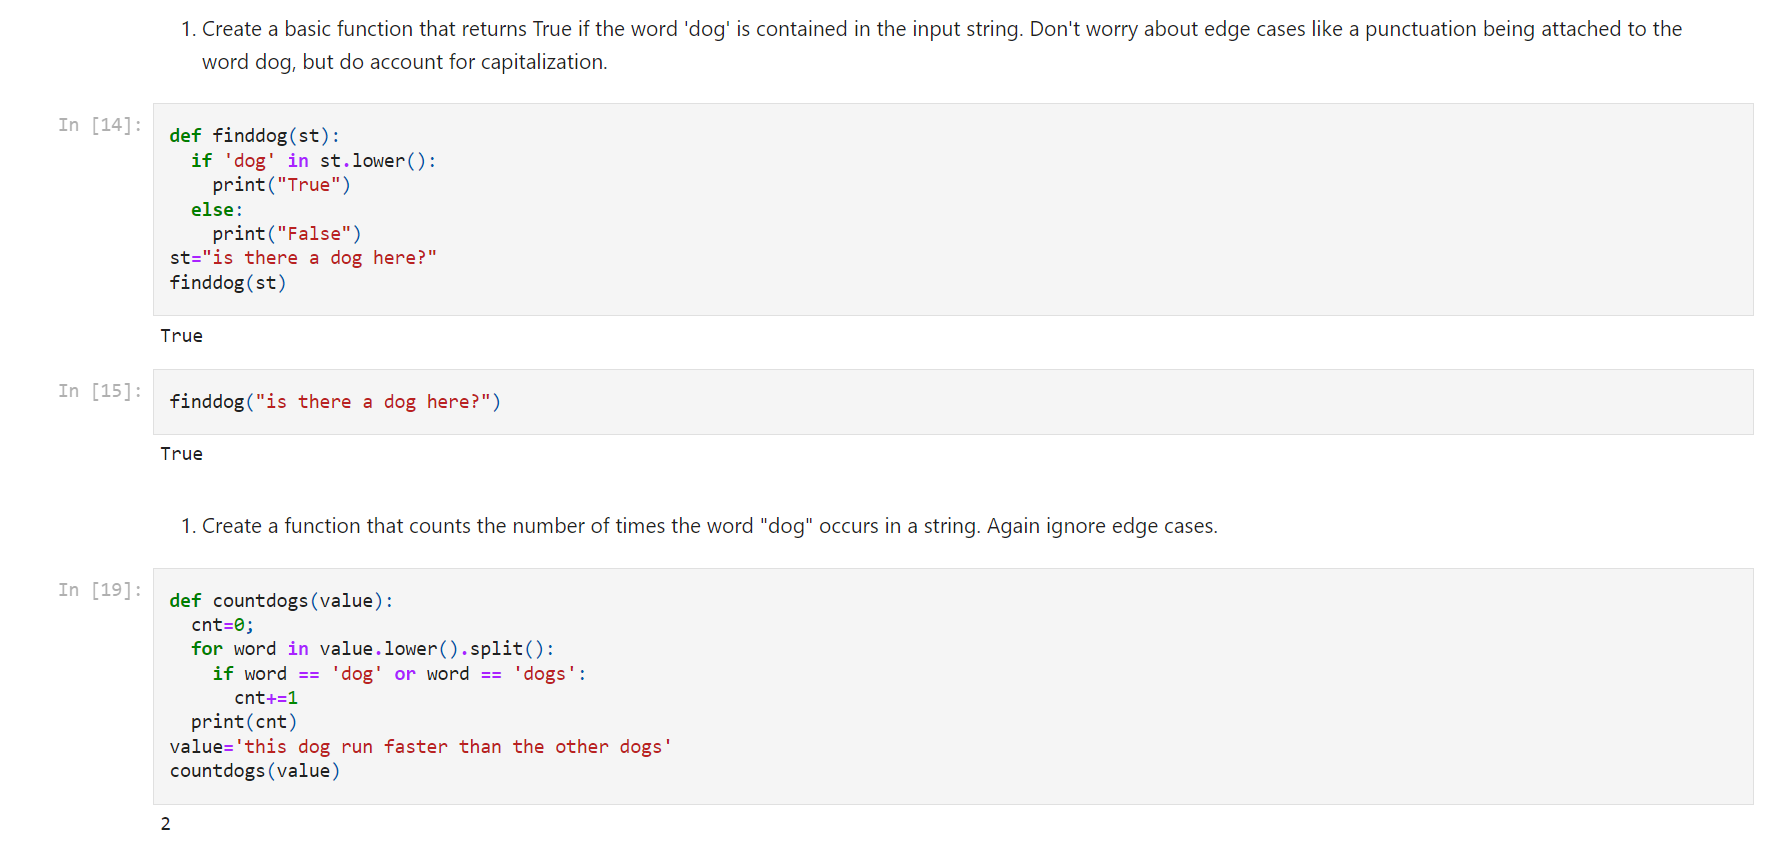 1. Create a basic function that returns True if the word 'dog' is contained in the input string. Don't worry about edge cases like a punctuation being attached to the
word dog, but do account for capitalization.
In [14]:
def finddog(st):
  if 'dog' in st.lower():
    print("True")
  else:
    print("False")
st="is there a dog here?"
finddog(st)
True
In [15]:
finddog("is there a dog here?")
True
1. Create a function that counts the number of times the word "dog" occurs in a string. Again ignore edge cases.
In [19]:
def countdogs(value):
  cnt=0;
  for word in value.lower().split():
    if word == 'dog' or word == 'dogs':
      cnt+=1
  print(cnt)
value='this dog run faster than the other dogs'
countdogs(value)
2